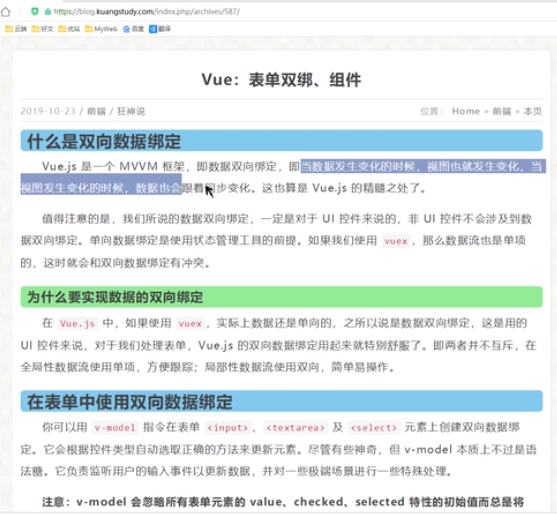 https://blog.kuangstudy.com/index.php/archives/587/
云端 好文 优站 MyWeb 百度 翻译
Vue：表单双绑、组件
2019-10-23 / 前端 / 狂神说 位置： Home » 前端 » 本页
什么是双向数据绑定
Vue.js 是一个 MVVM 框架，即数据双向绑定，即当数据发生变化的时候，视图也就发生变化，当
视图发生变化的时候，数据也会跟着同步变化。这也算是 Vue.js 的精髓之处了。
值得注意的是，我们所说的数据双向绑定，一定是对于 UI 控件来说的，非 UI 控件不会涉及到数
据双向绑定。单向数据绑定是使用状态管理工具的前提。如果我们使用 vuex，那么数据流也是单项
的，这时就会和双向数据绑定有冲突。
为什么要实现数据的双向绑定
在 Vue.js 中，如果使用 vuex，实际上数据还是单向的，之所以说是数据双向绑定，这是用的
UI 控件来说，对于我们处理表单，Vue.js 的双向数据绑定用起来就特别舒服了。即两者并不互斥，在
全局性数据流使用单项，方便跟踪；局部性数据流使用双向，简单易操作。
在表单中使用双向数据绑定
你可以用 v-model 指令在表单 <input>、<textarea> 及 <select> 元素上创建双向数据绑
定。它会根据控件类型自动选取正确的方法来更新元素。尽管有些神奇，但 v-model 本质上不过是语
法糖。它负责监听用户的输入事件以更新数据，并对一些极端场景进行一些特殊处理。
注意：v-model 会忽略所有表单元素的 value、checked、selected 特性的初始值而总是将